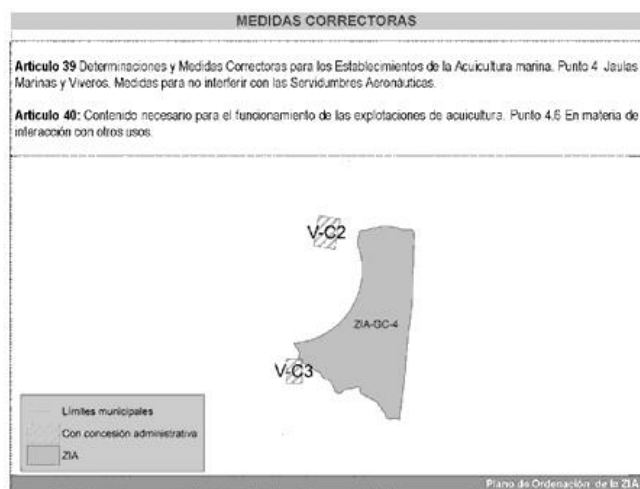 MEDIDAS CORRECTORAS
Artículo 39 Determinaciones y Medidas Correctoras para los Establecimientos de la Acuicultura marina. Punto 4 Jaulas
Marinas y Viveros. Medidas para no interferir con las Servidumbres Aeronáuticas.
Artículo 40: Contenido necesario para el funcionamiento de las explotaciones de acuicultura. Punto 4.6 En materia de
interacción con otros usos.
V-C2
ZIA-GC-4
V-C3
Límites municipales
Con concesión administrativa
ZIA
Plano de Ordenación de la ZIA